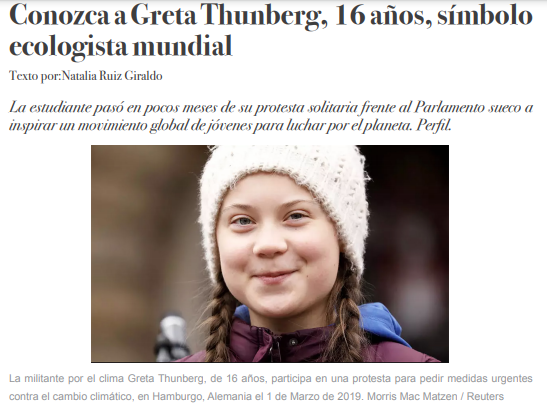 Conozca a Greta Thunberg, 16 años, símbolo
ecologista mundial
Texto por:Natalia Ruiz Giraldo
La estudiante pasó en pocos meses de su protesta solitaria frente al Parlamento sueco a
inspirar un movimiento global de jóvenes para luchar por el planeta. Perfil.
La militante por el clima Greta Thunberg, de 16 años, participa en una protesta para pedir medidas urgentes
contra el cambio climático, en Hamburgo, Alemania el 1 de Marzo de 2019. Morris Mac Matzen / Reuters